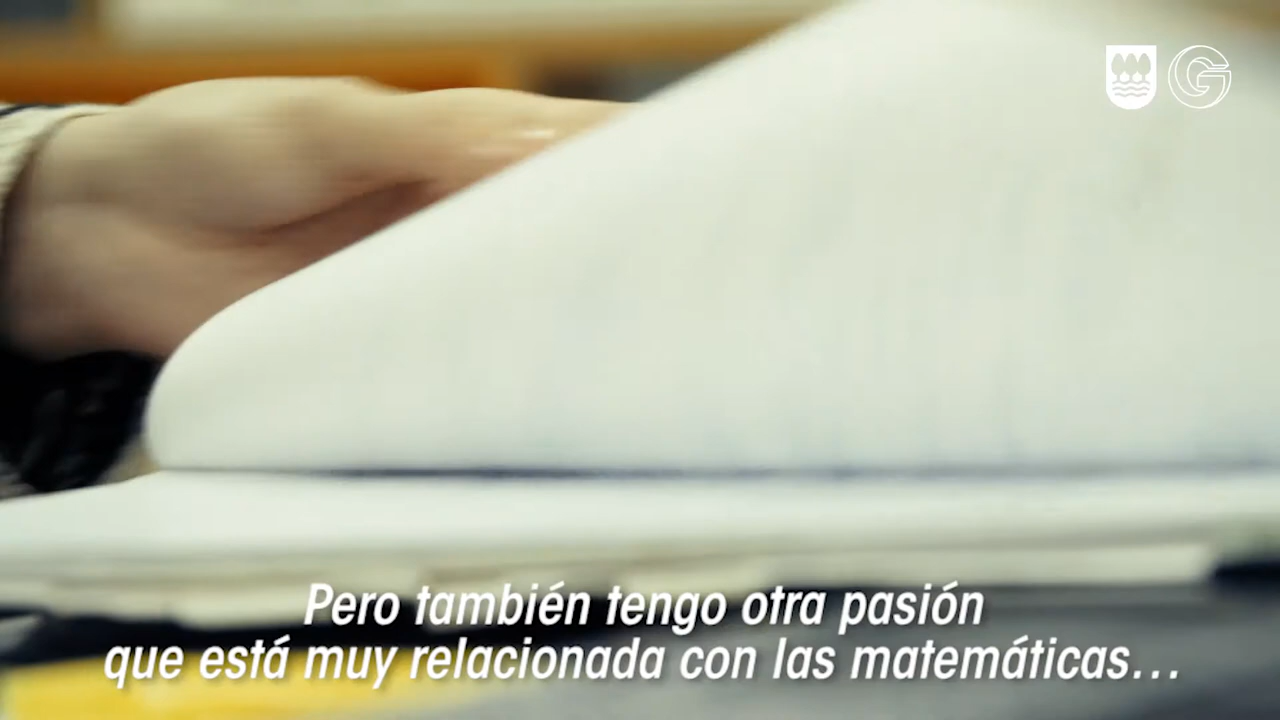 Pero también tengo otra pasión
que está muy relacionada con las matemáticas...